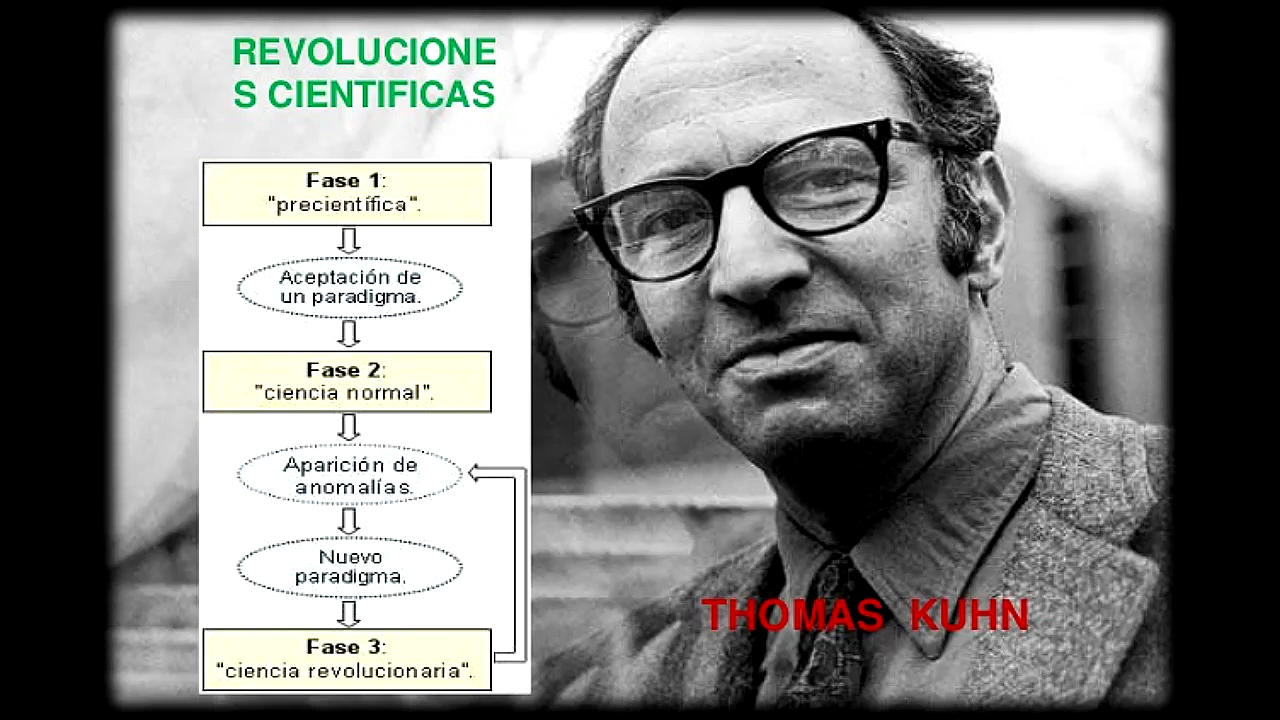 REVOLUCIONE
S CIENTIFICAS
Fase 1:
"precientífica".
Aceptación de
un paradigma.
Fase 2:
"ciencia normal".
Aparición de
anomalías.
Nuevo
paradigma.
Fase 3:
"ciencia revolucionaria".
THOMAS KUHN